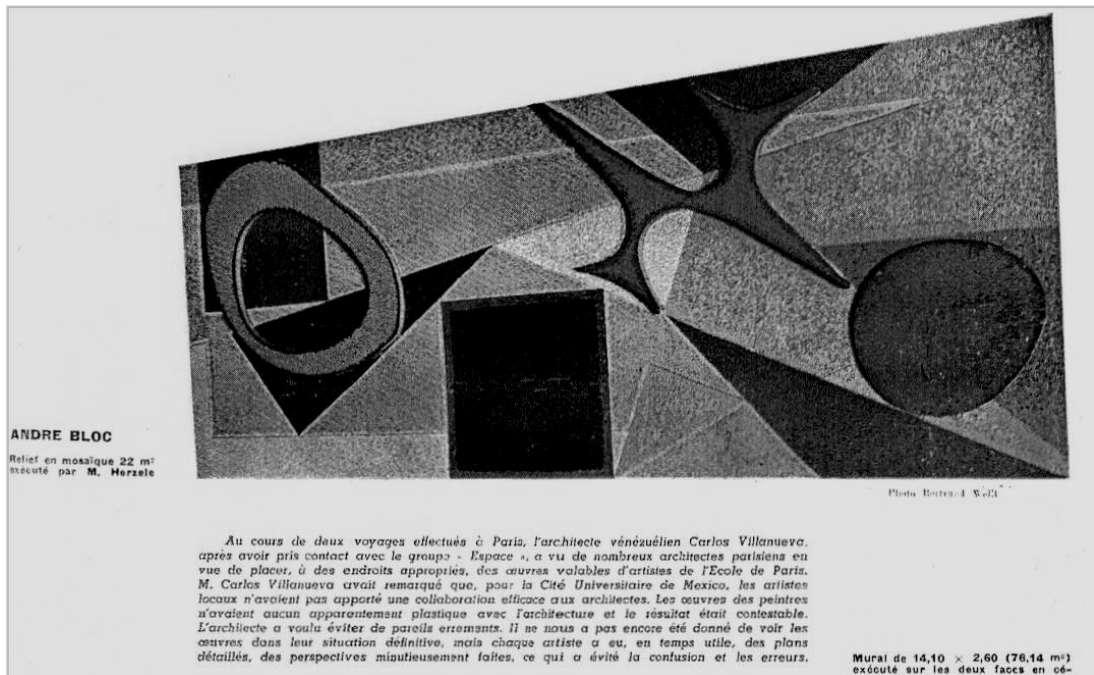 ANDRE BLOC
Relief en mosaïque 22 m²
exécuté par M. Herzele
Photo Bertrand Weill
Au cours de deux voyages effectués à Paris, l'architecte vénézuélien Carlos Villanueva,
après avoir pris contact avec le groupe « Espace », a vu de nombreux architectes parisiens en
vue de placer, à des endroits appropriés, des œuvres valables d'artistes de l'Ecole de Paris.
M. Carlos Villanueva avait remarqué que, pour la Cité Universitaire de Mexico, les artistes
locaux n'avaient pas apporté une collaboration efficace aux architectes. Les œuvres des peintres
n'avaient aucun apparentement plastique avec l'architecture et le résultat était contestable.
L'architecte a voulu éviter de pareils errements. Il ne nous a pas encore été donné de voir les
œuvres dans leur situation définitive, mais chaque artiste a eu, en temps utile, des plans
détaillés, des perspectives minutieusement faites, ce qui a évité la confusion et les erreurs.
Mural de 14,10 × 2,60 (76,14 m²)
exécuté sur les deux faces en cé-